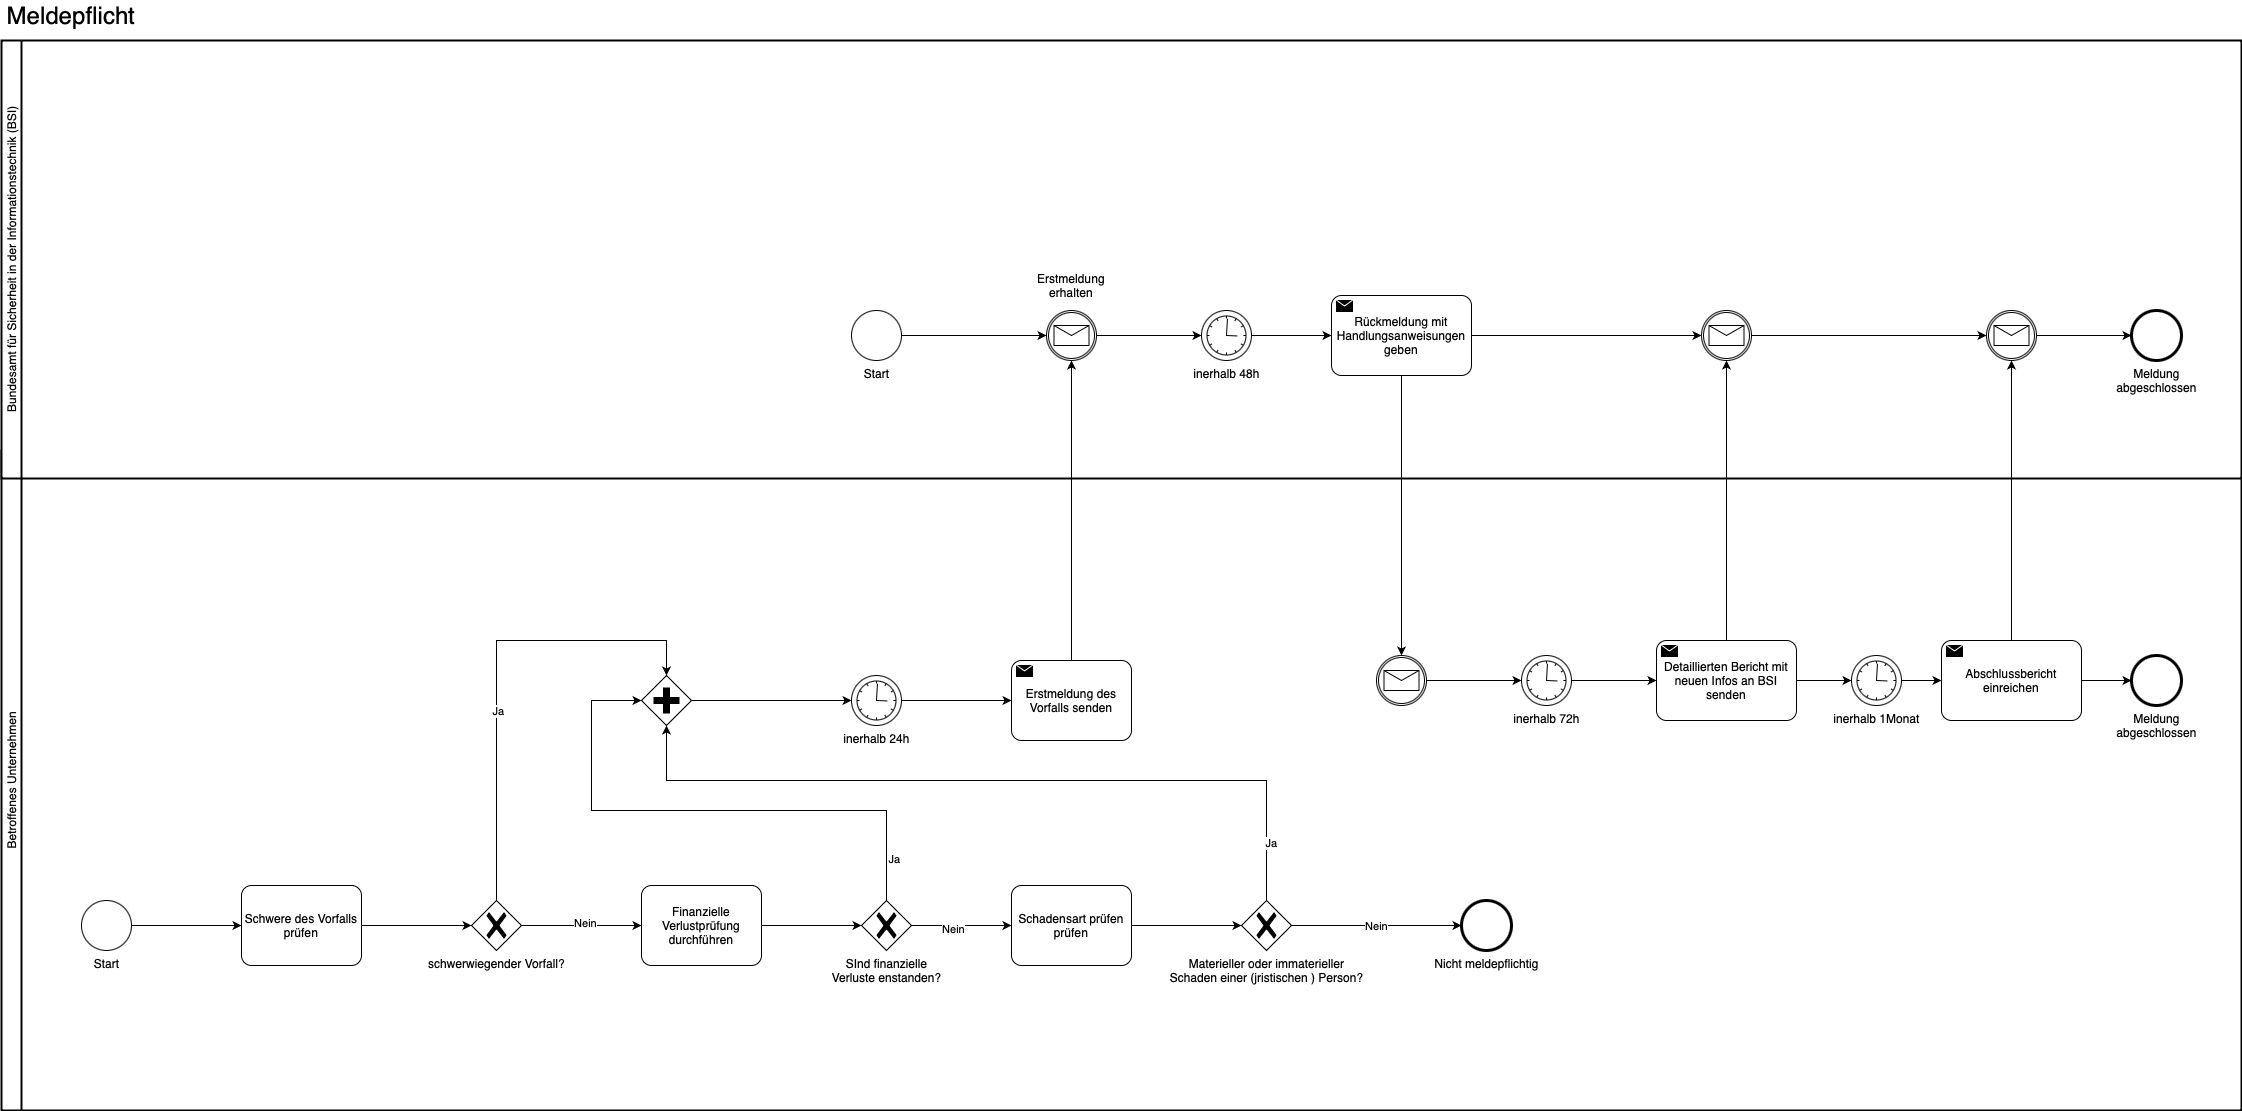 Meldepflicht
Bundesamt für Sicherheit in der Informationstechnik (BSI)
Erstmeldung
erhalten
Start
inerhalb 48h
Rückmeldung mit
Handlungsanweisungen
geben
Meldung
abgeschlossen
Betroffenes Unternehmen
Ja
inerhalb 24h
Erstmeldung des
Vorfalls senden
inerhalb 72h
Detaillierten Bericht mit
neuen Infos an BSI
senden
inerhalb 1Monat
Abschlussbericht
einreichen
Meldung
abgeschlossen
Ja
Ja
Start
Schwere des Vorfalls
prüfen
schwerwiegender Vorfall?
Nein
Finanzielle
Verlustprüfung
durchführen
SInd finanzielle
Verluste enstanden?
Nein
Schadensart prüfen
prüfen
Materieller oder immaterieller
Schaden einer (jristischen ) Person?
Nein
Nicht meldepflichtig